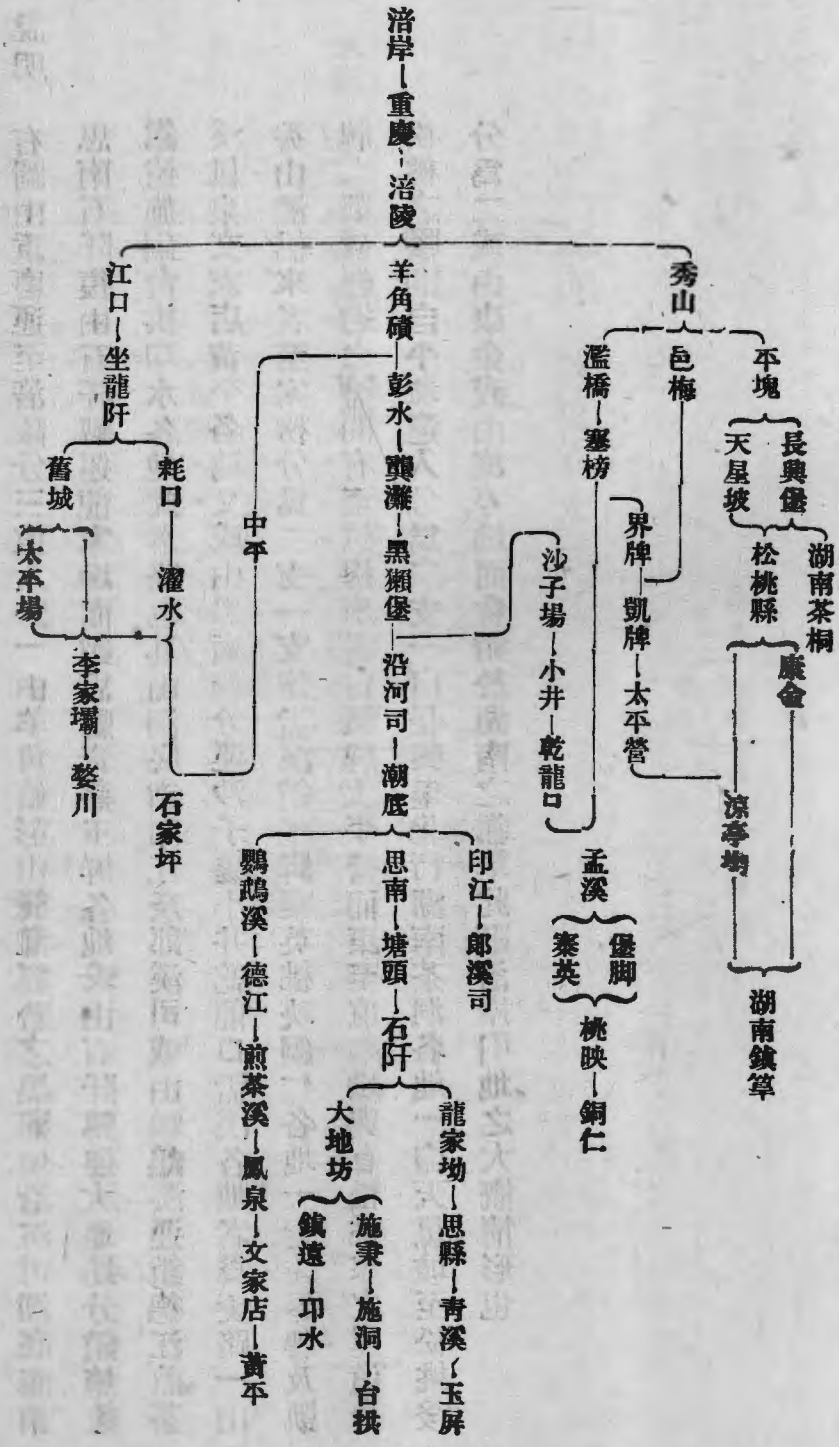 涪岸—重慶—涪陵
秀山
平塊
長興堡
天星坡
湖南茶桐
松桃縣
康金
涼亭坳
湖南鎮筸
邑梅
界牌—凱牌—太平營
濫橋—寨榜
沙子場—小井—乾龍口
孟溪
堡脚
寨英
桃映—銅仁
羊角磧—彭水—龔灘—黑獺堡—沿河司—潮底
印江—郎溪司
思南—塘頭—石阡
龍家坳—思縣—青溪—玉屏
大地坊
施秉—施洞—台拱
鎮遠—卭水
鸚鵡溪—德江—煎茶溪—鳳泉—文家店—黃平
中平
江口—坐龍阡
耗口—濯水
石家坪
舊城
太平場
李家壩—婺川